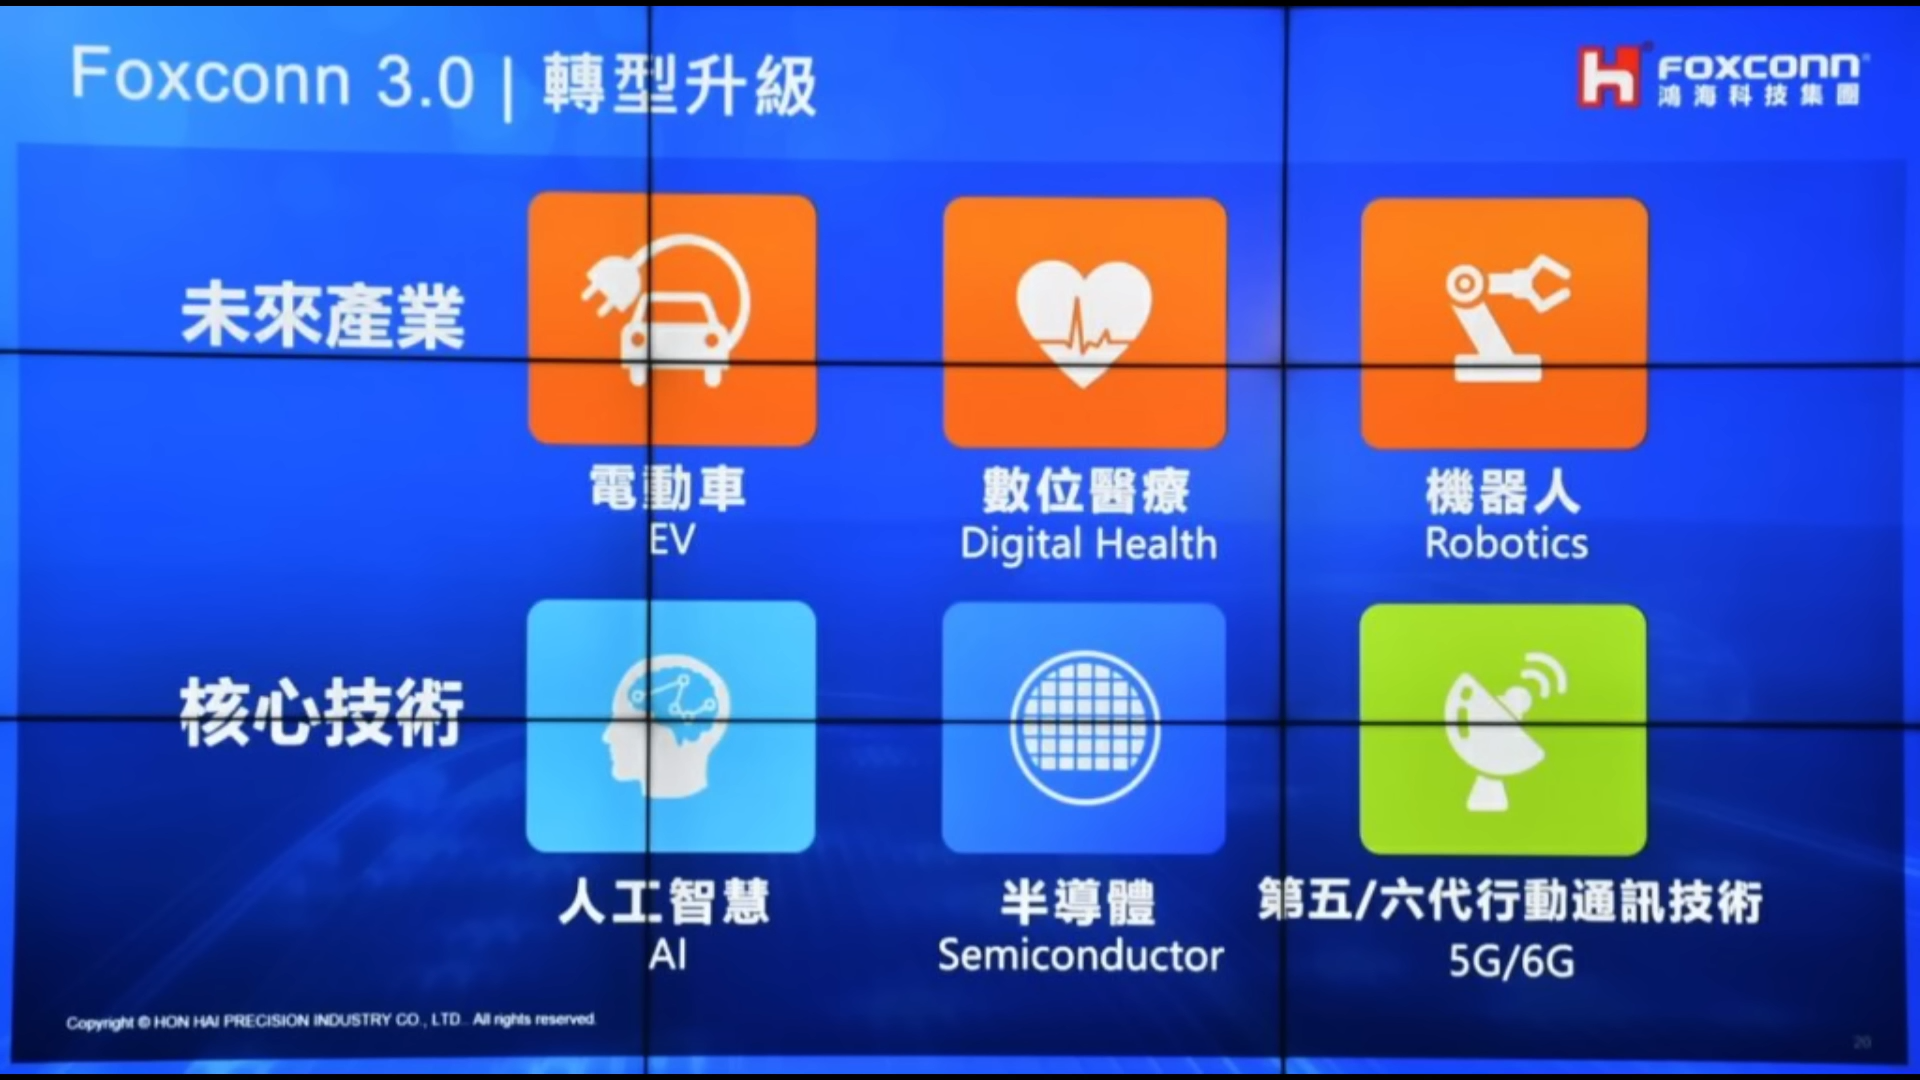 Foxconn 3.0 | 轉型升級
FOXCONN
鴻海科技集團
未來產業
電動車
EV
數位醫療
Digital Health
機器人
Robotics
核心技術
人工智慧
AI
半導體
Semiconductor
第五/六代行動通訊技術
5G/6G
Copyright © HON HAI PRECISION INDUSTRY CO., LTD. All rights reserved.
20